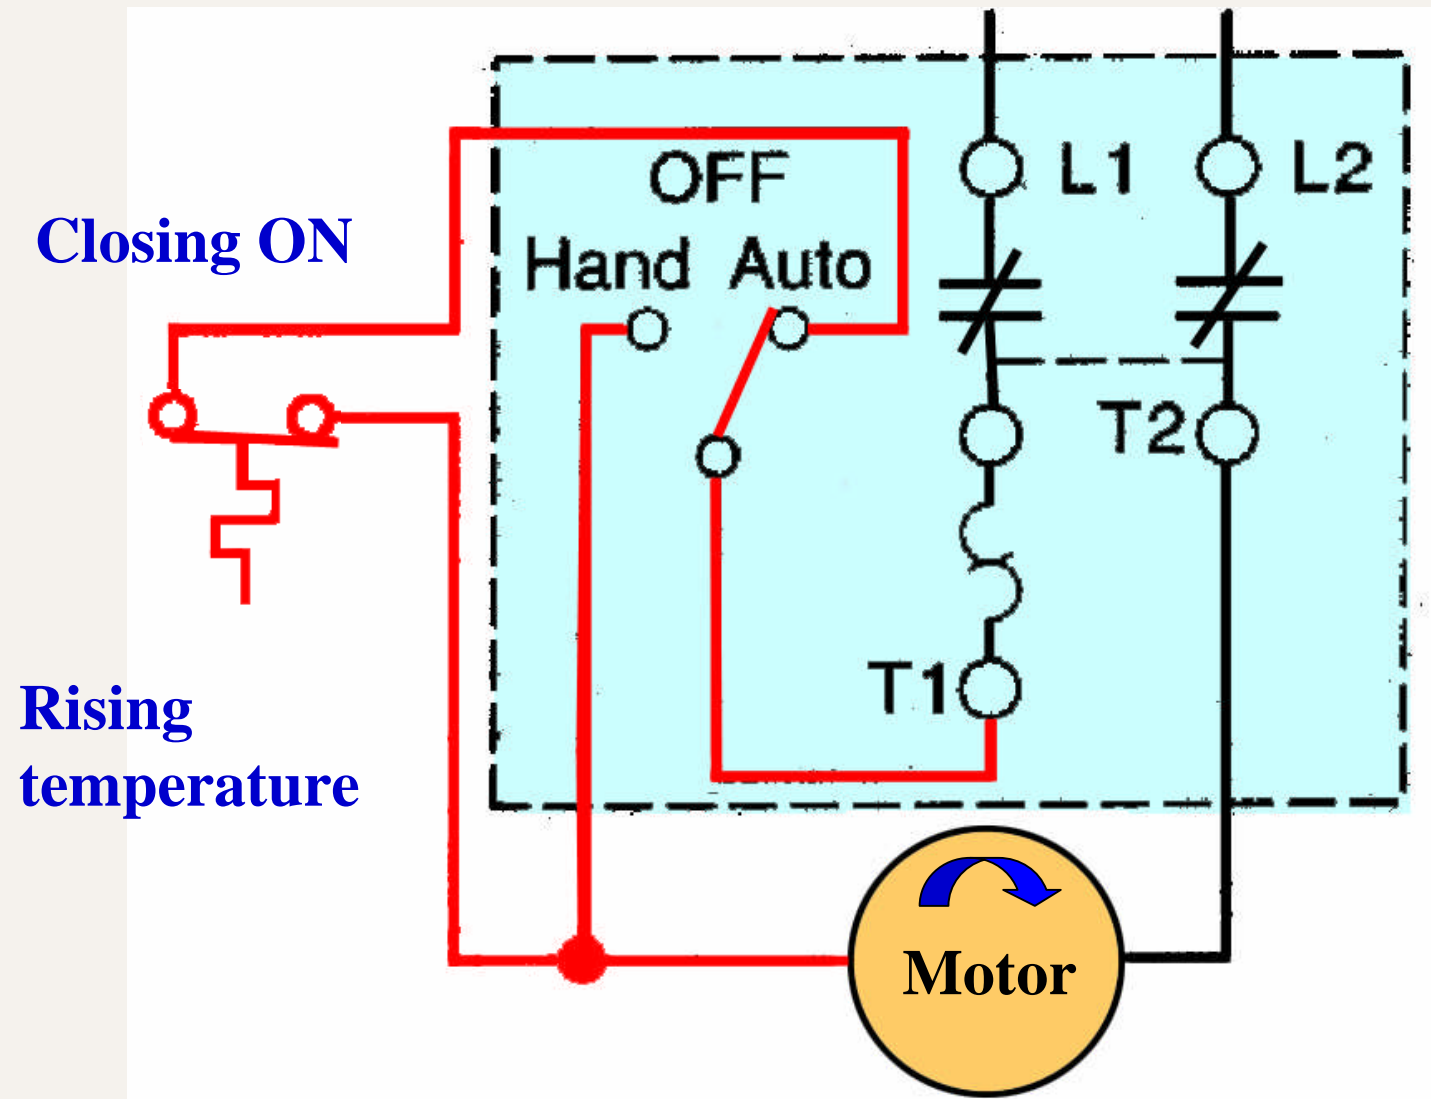 OFF
L1
L2
Closing ON
Hand
Auto
T2
T1
Rising
temperature
Motor